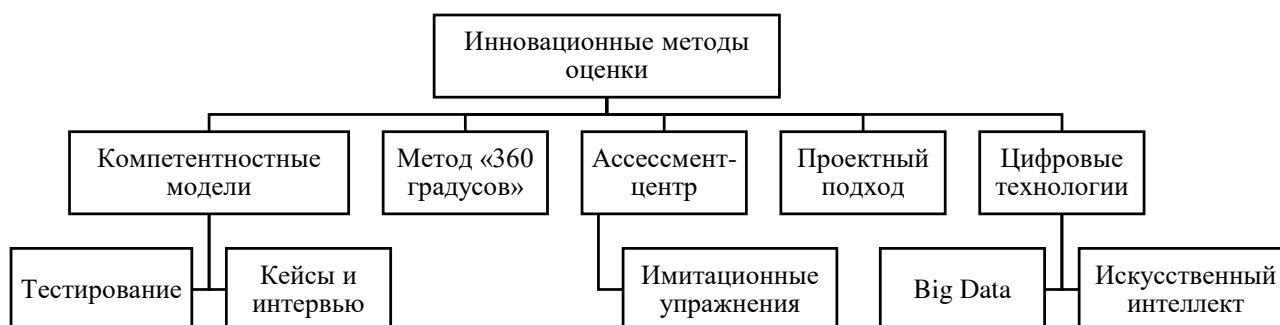 Инновационные методы
оценки
Компетентностные
модели
Метод «360
градусов»
Ассессмент-
центр
Проектный
подход
Цифровые
технологии
Тестирование
Кейсы и
интервью
Имитационные
упражнения
Big Data
Искусственный
интеллект